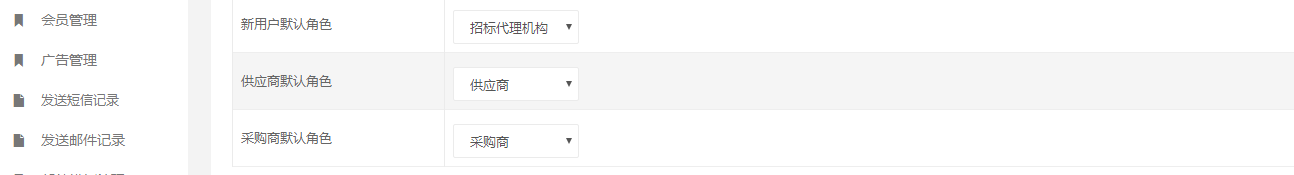 会员管理
广告管理
发送短信记录
发送邮件记录
新用户默认角色
招标代理机构
供应商默认角色
供应商
采购商默认角色
采购商